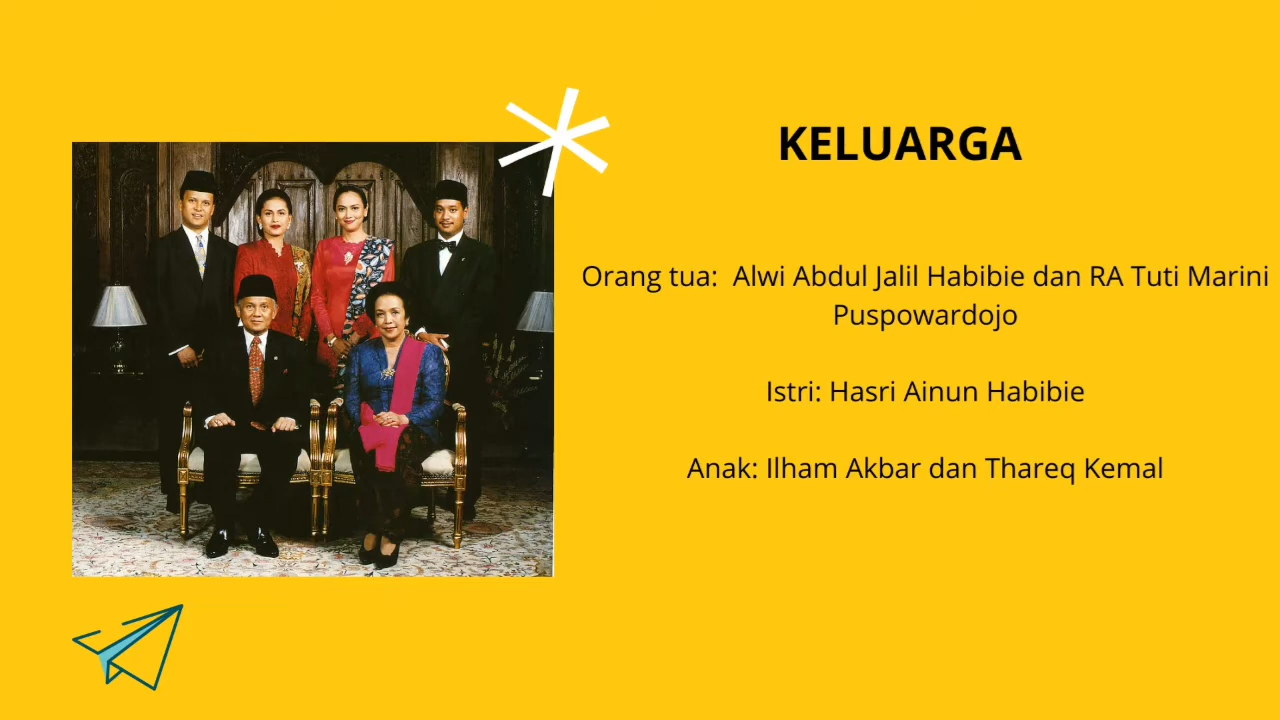 KELUARGA
Orang tua: Alwi Abdul Jalil Habibie dan RA Tuti Marini
Puspowardojo
Istri: Hasri Ainun Habibie
Anak: Ilham Akbar dan Thareq Kemal